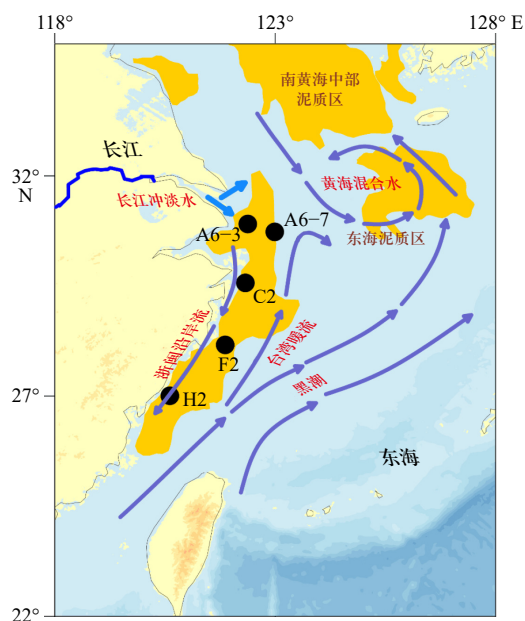 118°
123°
128° E
南黄海中部
泥质区
长江
32°
N
黄海混合水
长江冲淡水
A6−3
A6−7
东海泥质区
C2
浙闽沿岸流
台湾暖流
F2
黑潮
27°
H2
东海
22°